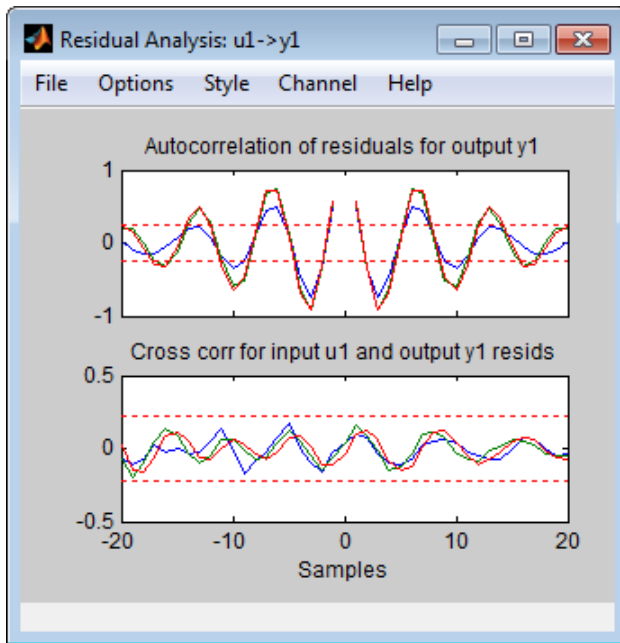 Residual Analysis: u1->y1
File Options Style Channel Help
Autocorrelation of residuals for output y1
1
0
-1
Cross corr for input u1 and output y1 resids
0.5
0
-0.5
-20 -10 0 10 20
Samples